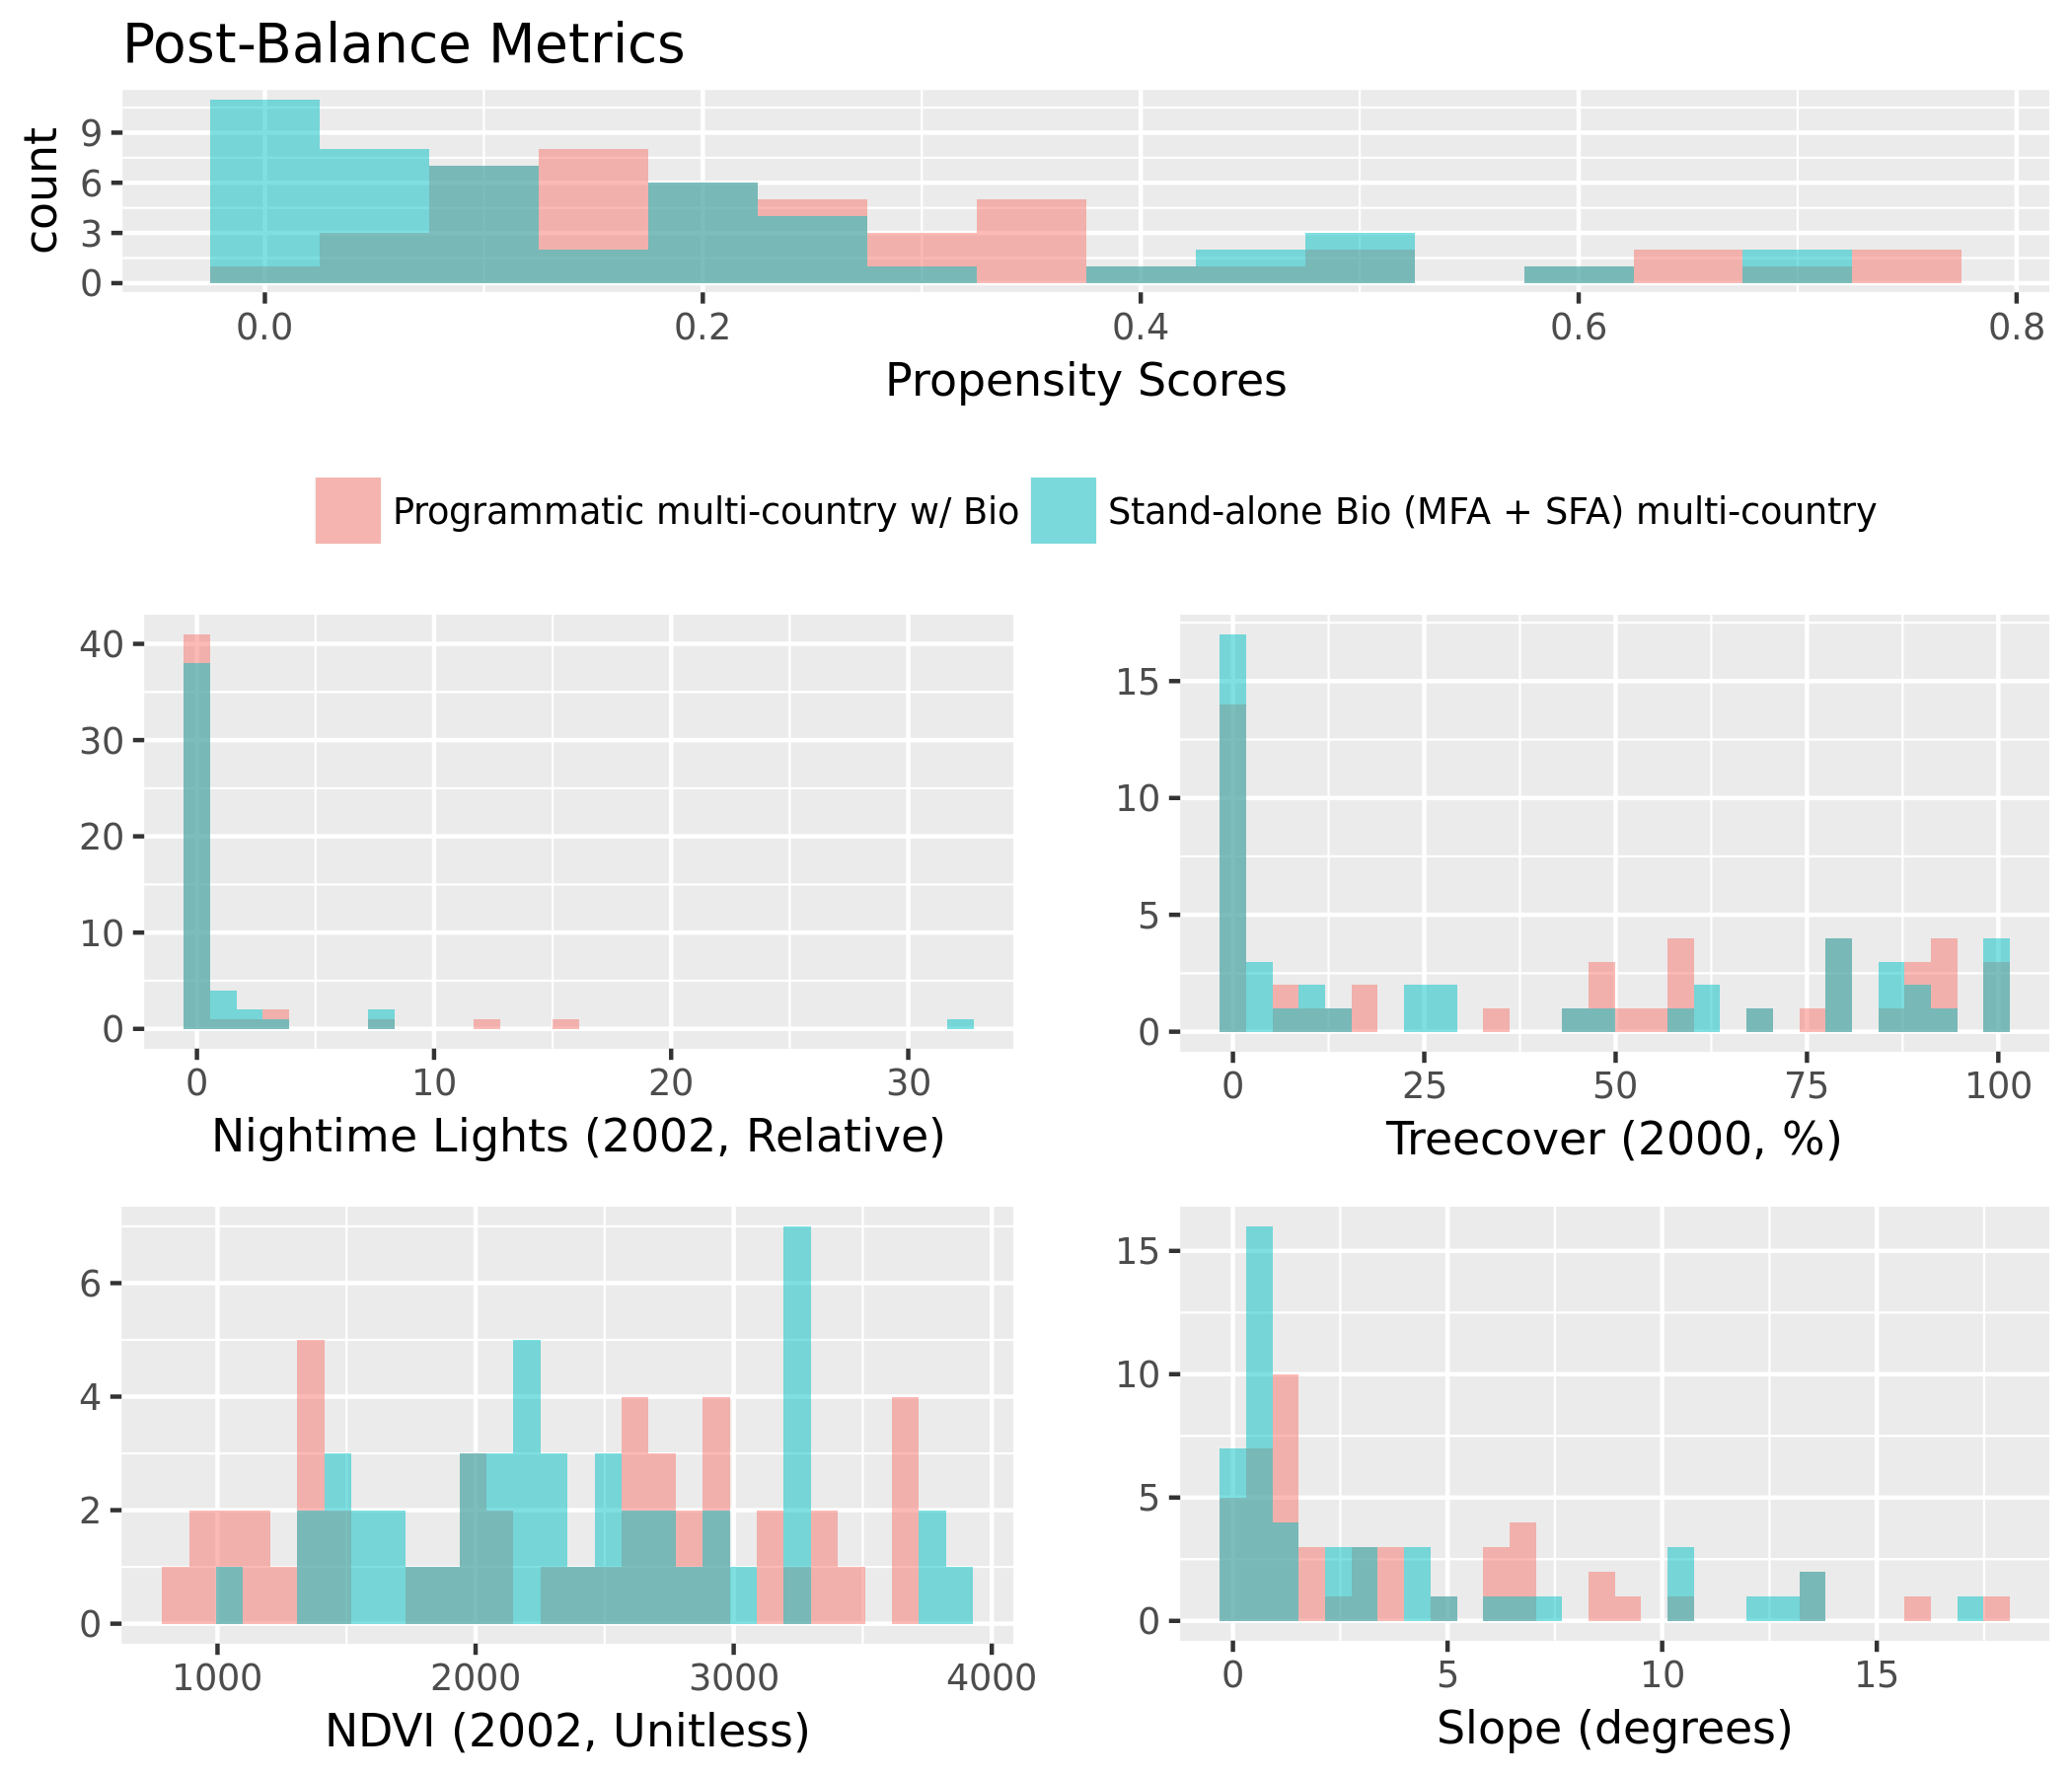 Post-Balance Metrics
count
9
6
3
0
0.0 0.2 0.4 0.6 0.8
Propensity Scores
Programmatic multi-country w/ Bio Stand-alone Bio (MFA + SFA) multi-country
40
30
20
10
0
0 10 20 30
Nightime Lights (2002, Relative)
15
10
5
0
0 25 50 75 100
Treecover (2000, %)
6
4
2
0
1000 2000 3000 4000
NDVI (2002, Unitless)
15
10
5
0
0 5 10 15
Slope (degrees)